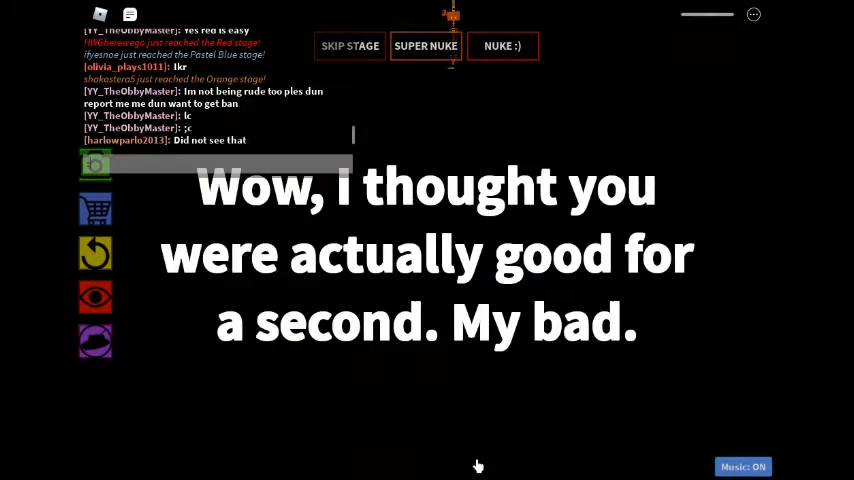 [YY_TheObbyMaster]: Yes red is easy
HWGherewego just reached the Red stage!
ifyesnoe just reached the Pastel Blue stage!
[olivia_plays1011]: Ikr
shakastera5 just reached the Orange stage!
[YY_TheObbyMaster]: Im not being rude too ples dun
report me me dun want to get ban
[YY_TheObbyMaster]: lc
[YY_TheObbyMaster]: ;c
[harlowparlo2013]: Did not see that
SKIP STAGE
SUPER NUKE
NUKE :)
Wow, I thought you
were actually good for
a second. My bad.
Music: ON